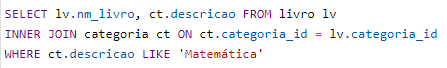 SELECT lv.nm_livro, ct.descricao FROM livro lv
INNER JOIN categoria ct ON ct.categoria_id = lv.categoria_id
WHERE ct.descricao LIKE 'Matemática'